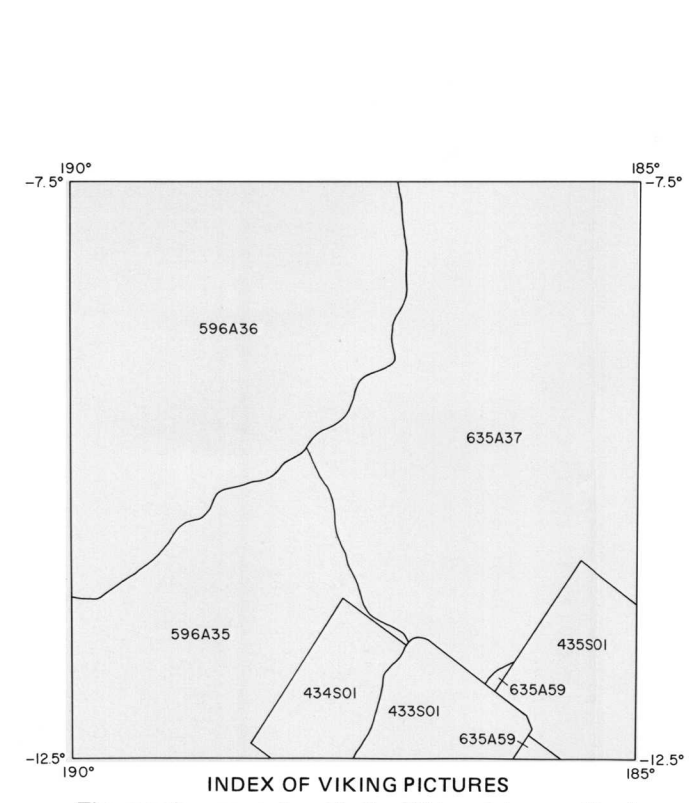 190° 185°
-7.5° -7.5°
596A36
635A37
596A35
435S01
635A59
434S01
433S01
635A59
-12.5° -12.5°
190° 185°
INDEX OF VIKING PICTURES